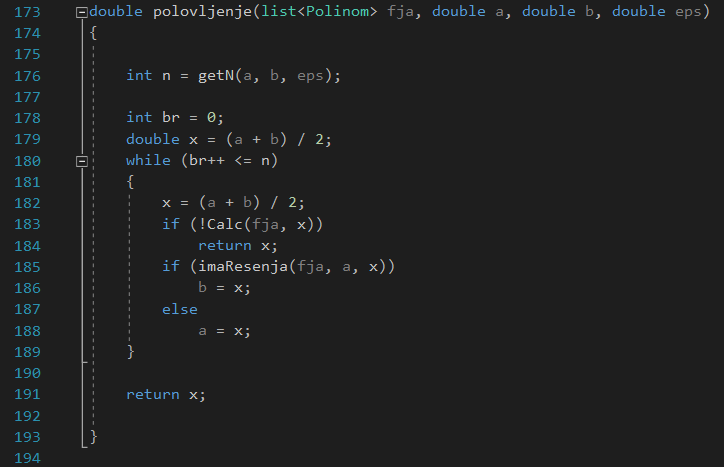 173 double polovljenje(list<Polinom> fja, double a, double b, double eps)
174 {
175
176     int n = getN(a, b, eps);
177
178     int br = 0;
179     double x = (a + b) / 2;
180     while (br++ <= n)
181     {
182         x = (a + b) / 2;
183         if (!Calc(fja, x))
184             return x;
185         if (imaResenja(fja, a, x))
186             b = x;
187         else
188             a = x;
189     }
190
191     return x;
192
193 }
194